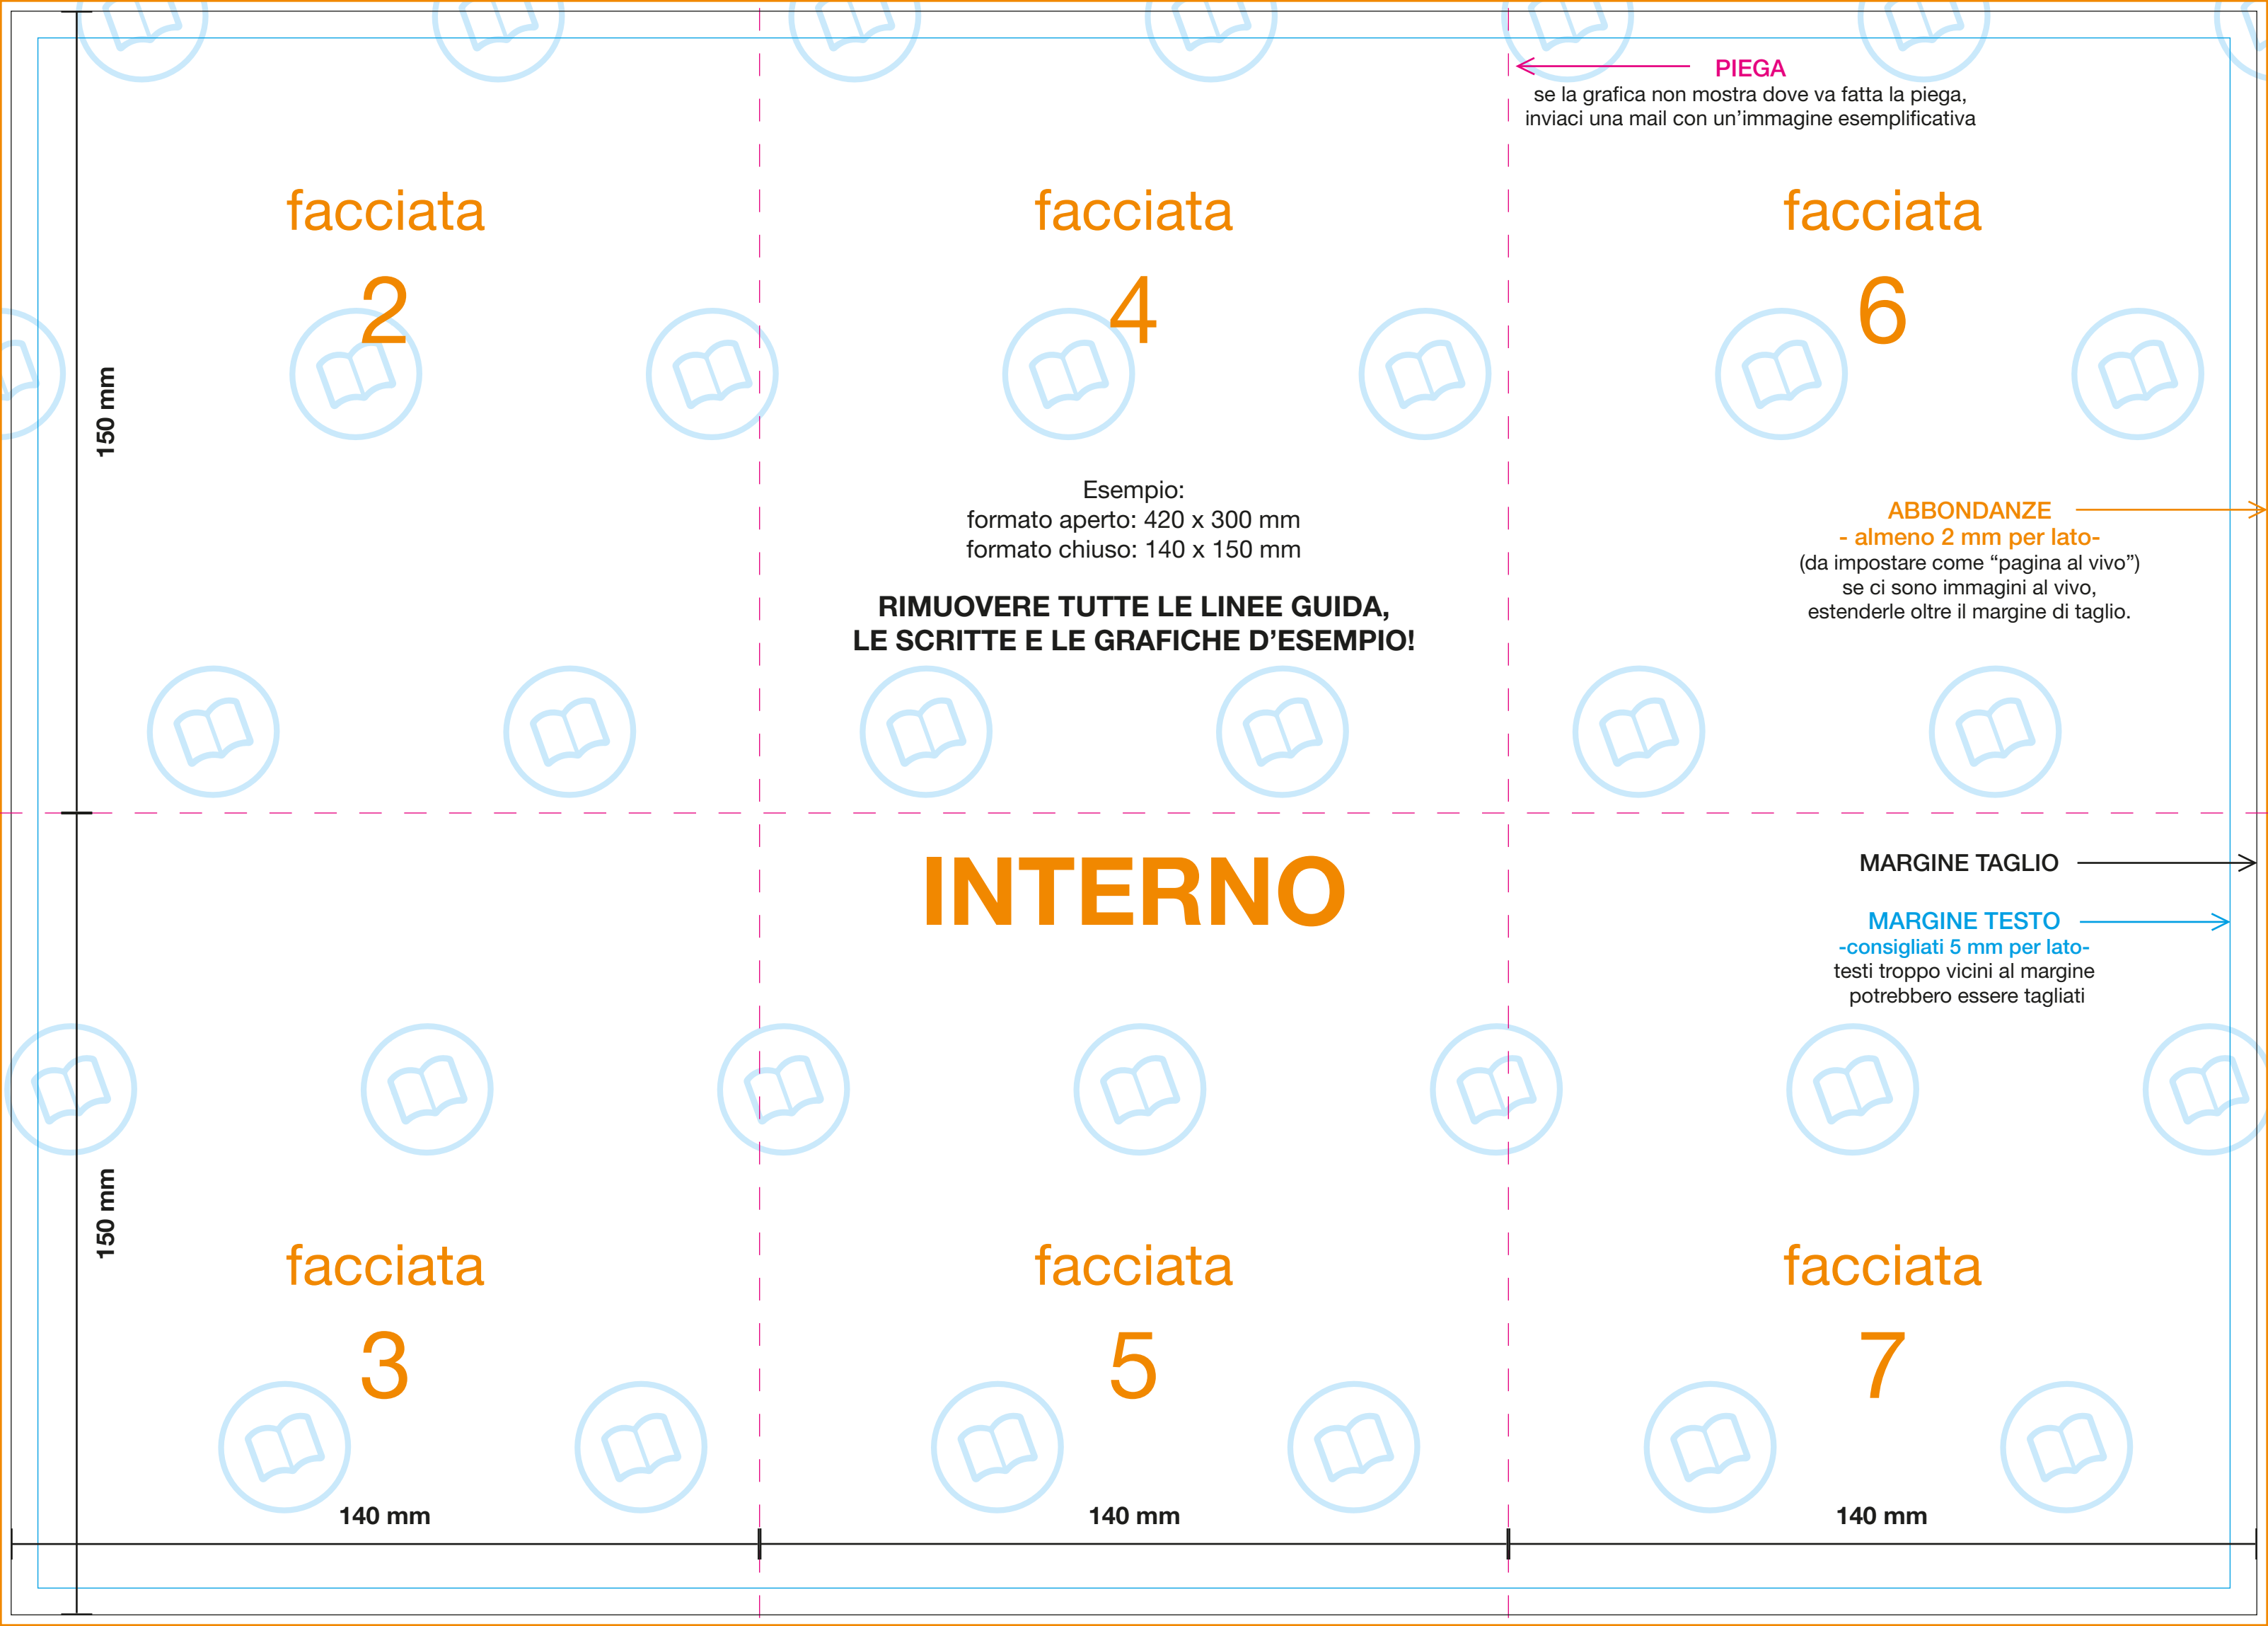 PIEGA
se la grafica non mostra dove va fatta la piega,
inviaci una mail con un’immagine esemplificativa
facciata
2
facciata
4
facciata
6
150 mm
Esempio:
formato aperto: 420 x 300 mm
formato chiuso: 140 x 150 mm
RIMUOVERE TUTTE LE LINEE GUIDA,
LE SCRITTE E LE GRAFICHE D’ESEMPIO!
ABBONDANZE
- almeno 2 mm per lato-
(da impostare come “pagina al vivo”)
se ci sono immagini al vivo,
estenderle oltre il margine di taglio.
INTERNO
MARGINE TAGLIO
MARGINE TESTO
-consigliati 5 mm per lato-
testi troppo vicini al margine
potrebbero essere tagliati
150 mm
facciata
3
facciata
5
facciata
7
140 mm
140 mm
140 mm